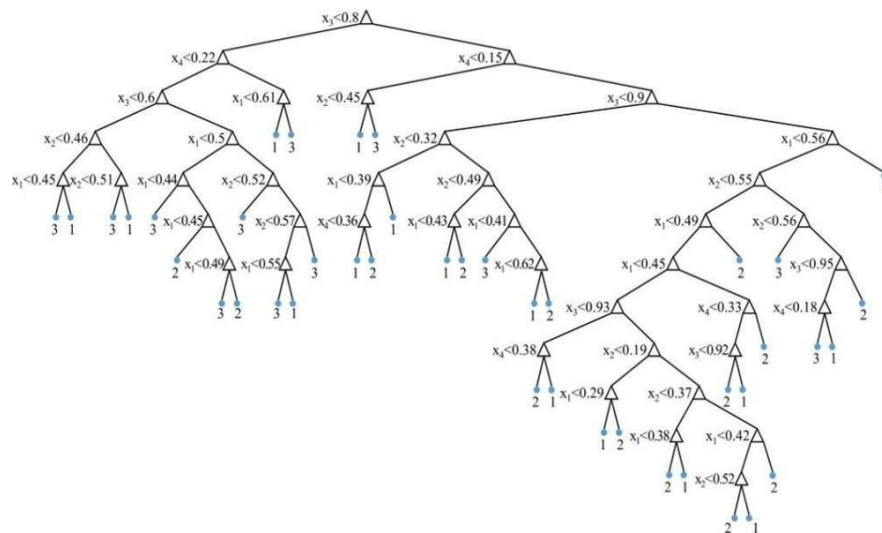 x₃<0.8
x₄<0.22 x₄<0.15
x₃<0.6 x₁<0.61 x₂<0.45 x₃<0.9
x₂<0.46 x₁<0.5 1 3 1 3 x₂<0.32 x₁<0.56
x₁<0.45 x₂<0.51 x₁<0.44 x₂<0.52 x₁<0.39 x₂<0.49 x₂<0.55
3 1 3 1 3 x₁<0.45 3 x₂<0.57 x₄<0.36 1 x₁<0.43 x₁<0.41 x₁<0.49 x₂<0.56
2 x₁<0.49 x₁<0.55 3 1 2 1 2 3 x₁<0.62 x₁<0.45 2 3 x₃<0.95
3 2 3 1 1 2 x₃<0.93 x₄<0.33 x₄<0.18 2
x₄<0.38 x₂<0.19 x₃<0.92 2 3 1
2 1 x₁<0.29 x₂<0.37 2 1
1 2 x₁<0.38 x₁<0.42
2 1 x₂<0.52 2
2 1